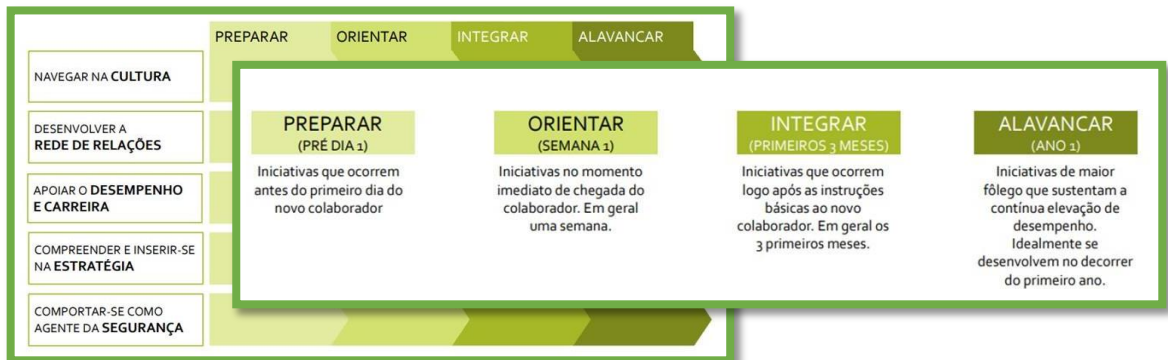 PREPARAR ORIENTAR INTEGRAR ALAVANCAR
NAVEGAR NA CULTURA
DESENVOLVER A
REDE DE RELAÇÕES
APOIAR O DESEMPENHO
E CARREIRA
COMPREENDER E INSERIR-SE
NA ESTRATÉGIA
COMPORTAR-SE COMO
AGENTE DA SEGURANÇA
PREPARAR
(PRÉ DIA 1)
Iniciativas que ocorrem
antes do primeiro dia do
novo colaborador
ORIENTAR
(SEMANA 1)
Iniciativas no momento
imediato de chegada do
colaborador. Em geral
uma semana.
INTEGRAR
(PRIMEIROS 3 MESES)
Iniciativas que ocorrem
logo após as instruções
básicas ao novo
colaborador. Em geral os
3 primeiros meses.
ALAVANCAR
(ANO 1)
Iniciativas de maior
fôlego que sustentam a
contínua elevação de
desempenho.
Idealmente se
desenvolvem no decorrer
do primeiro ano.